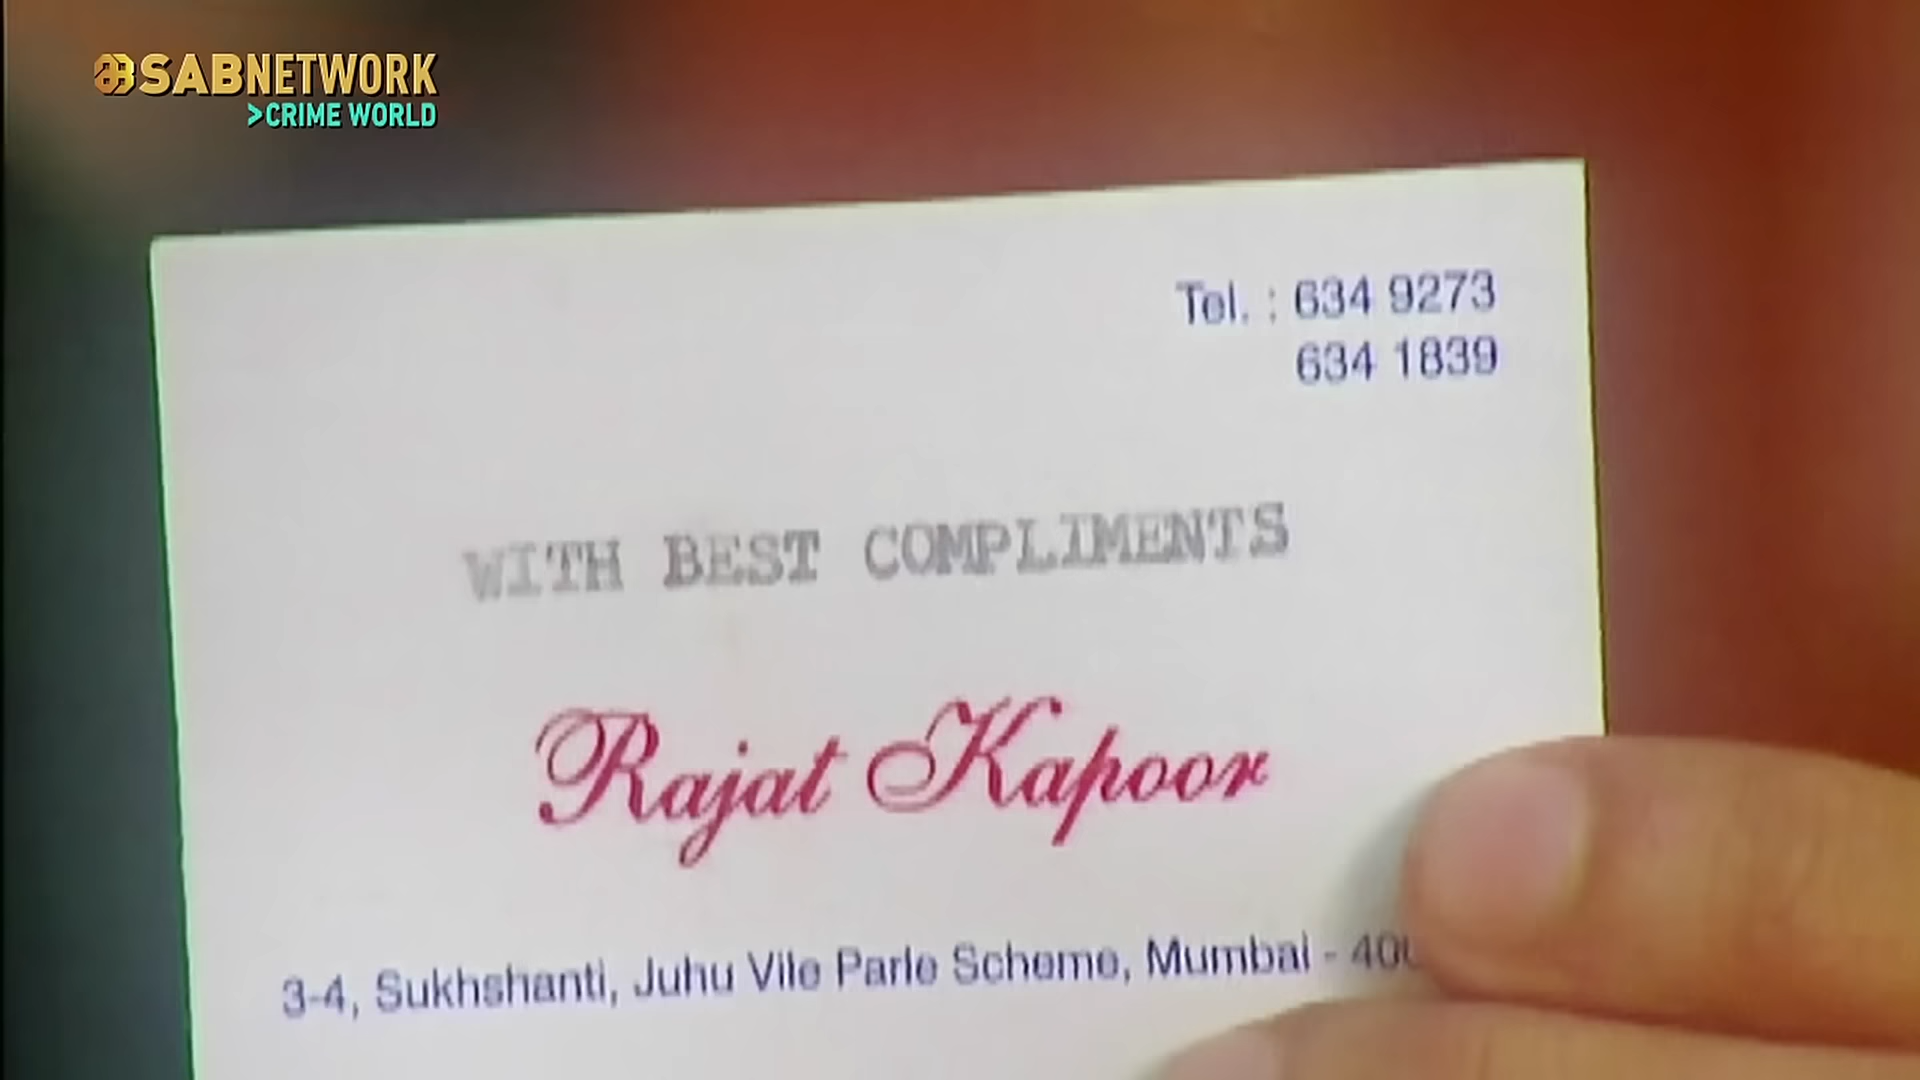 SABNETWORK
>CRIME WORLD
Tel. : 634 9273
634 1839
WITH BEST COMPLIMENTS
Rajat Kapoor
3-4, Sukhshanti, Juhu Vile Parle Scheme, Mumbai -